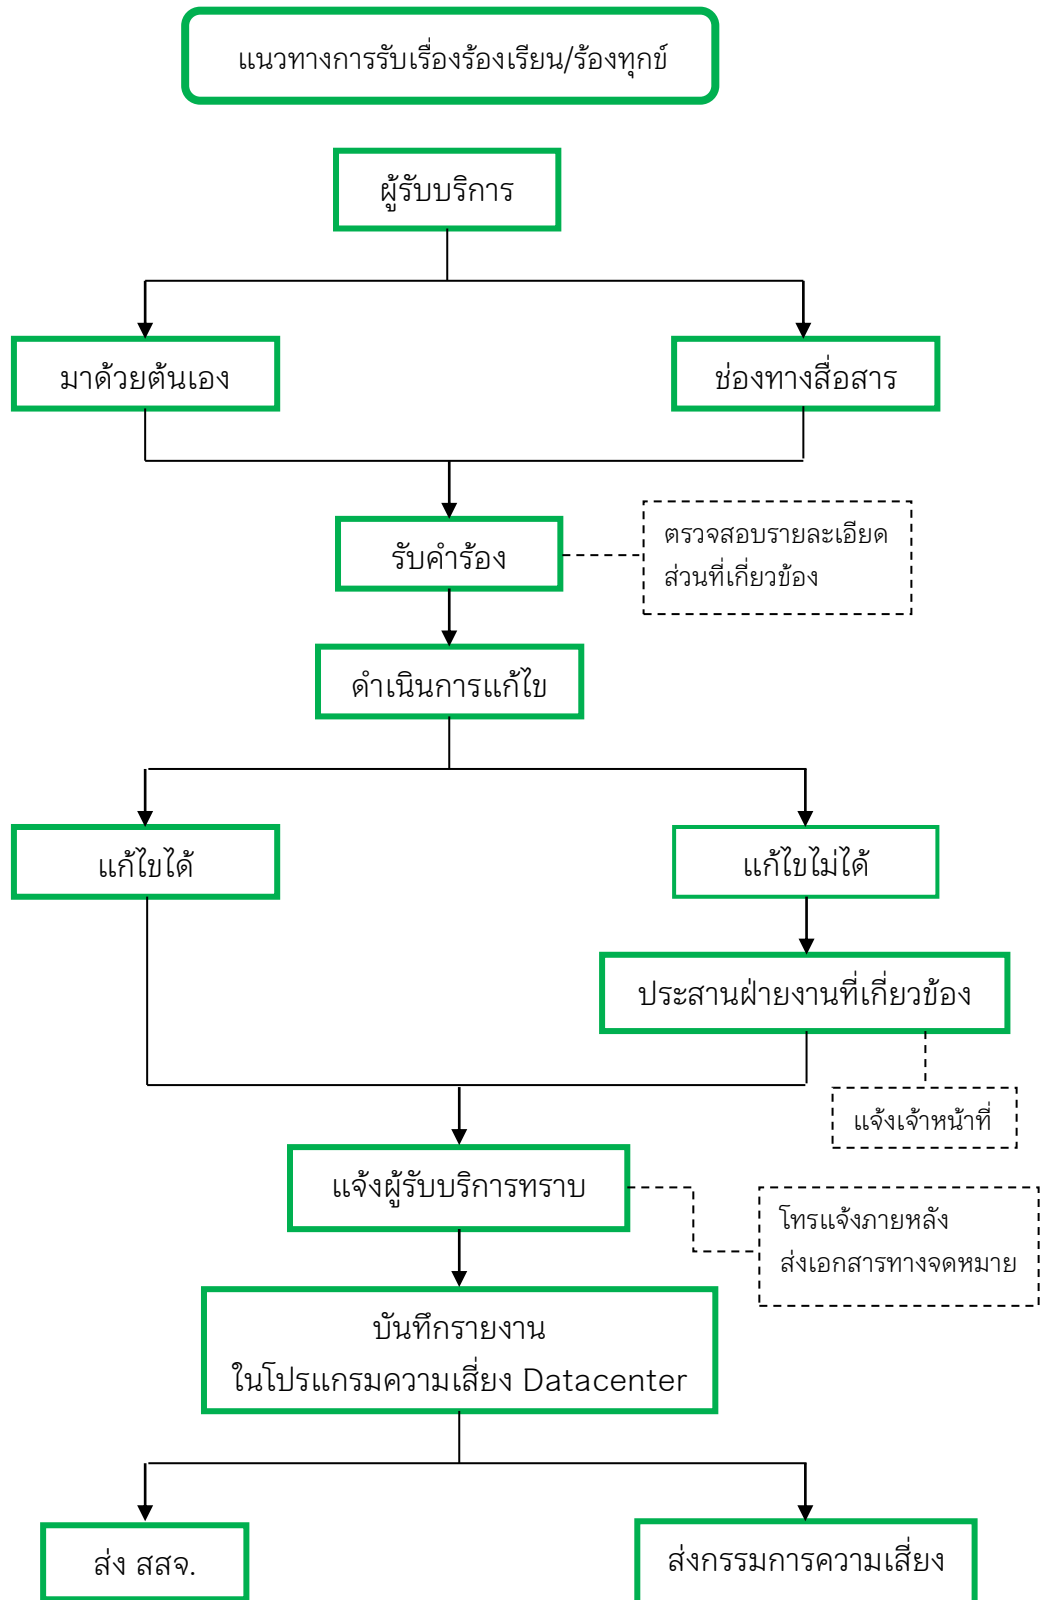 แนวทางการรับเรื่องร้องเรียน/ร้องทุกข์
ผู้รับบริการ
มาด้วยต้นเอง
ช่องทางสื่อสาร
รับคำร้อง
ตรวจสอบรายละเอียด
ส่วนที่เกี่ยวข้อง
ดำเนินการแก้ไข
แก้ไขได้
แก้ไขไม่ได้
ประสานฝ่ายงานที่เกี่ยวข้อง
แจ้งเจ้าหน้าที่
แจ้งผู้รับบริการทราบ
โทรแจ้งภายหลัง
ส่งเอกสารทางจดหมาย
บันทึกรายงาน
ในโปรแกรมความเสี่ยง Datacenter
ส่ง สสจ.
ส่งกรรมการความเสี่ยง